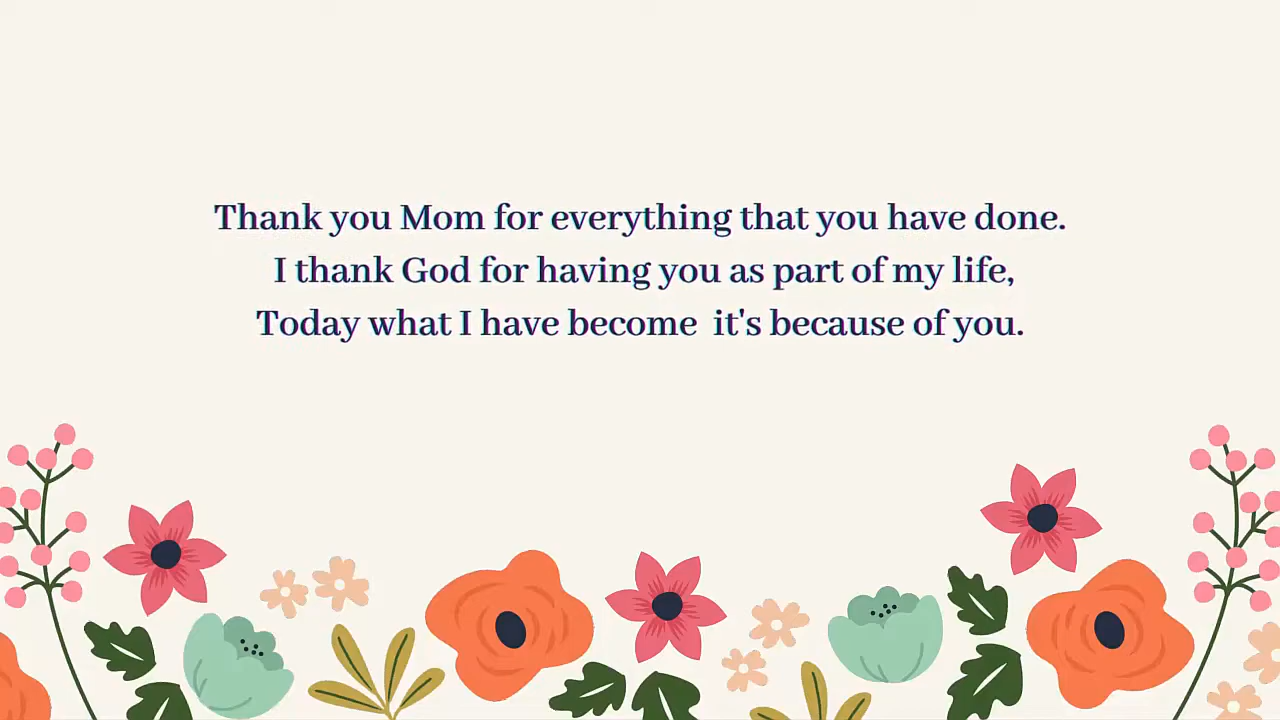 Thank you Mom for everything that you have done.
I thank God for having you as part of my life,
Today what I have become  it's because of you.